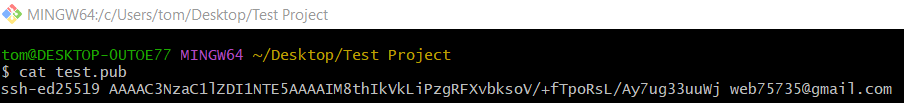 MINGW64:/c/Users/tom/Desktop/Test Project
tom@DESKTOP-OUTOE77 MINGW64 ~/Desktop/Test Project
$ cat test.pub
ssh-ed25519 AAAAC3NzaC1lZDI1NTE5AAAAIM8thIkVkLiPzgRFXvbksoV/+fTpoRsL/Ay7ug33uuWj web75735@gmail.com